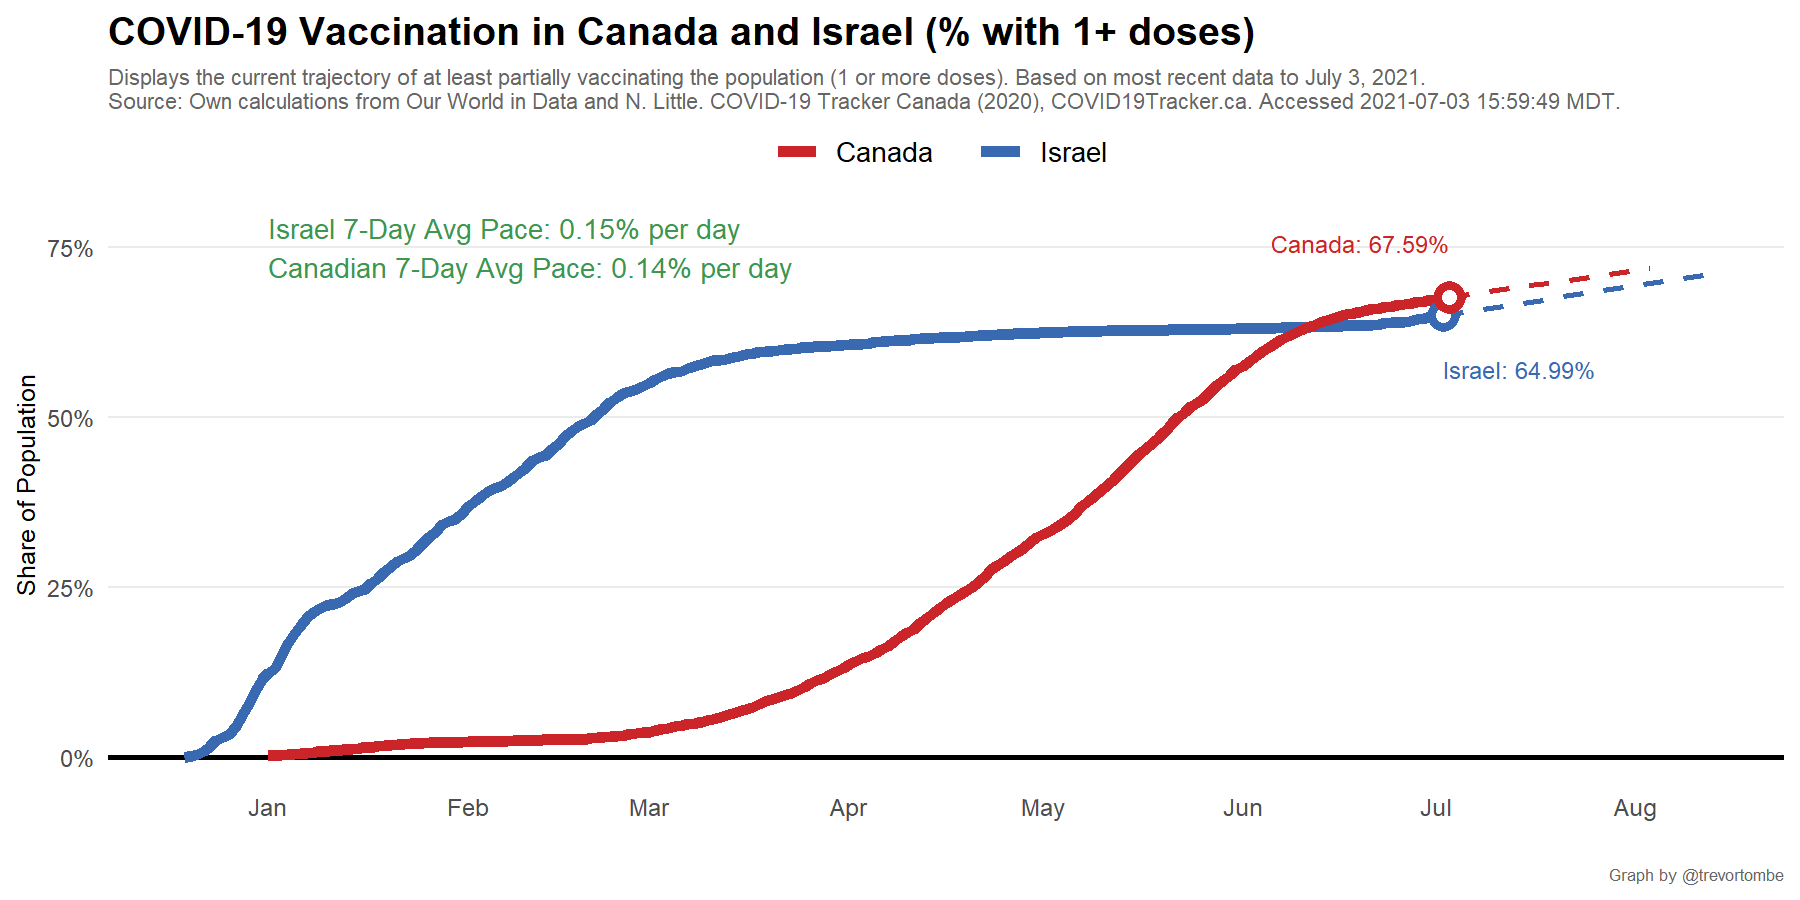 COVID-19 Vaccination in Canada and Israel (% with 1+ doses)
Displays the current trajectory of at least partially vaccinating the population (1 or more doses). Based on most recent data to July 3, 2021.
Source: Own calculations from Our World in Data and N. Little. COVID-19 Tracker Canada (2020), COVID19Tracker.ca. Accessed 2021-07-03 15:59:49 MDT.
Canada
Israel
Israel 7-Day Avg Pace: 0.15% per day
Canadian 7-Day Avg Pace: 0.14% per day
Canada: 67.59%
Israel: 64.99%
Share of Population
75%
50%
25%
0%
Jan
Feb
Mar
Apr
May
Jun
Jul
Aug
Graph by @trevortombe